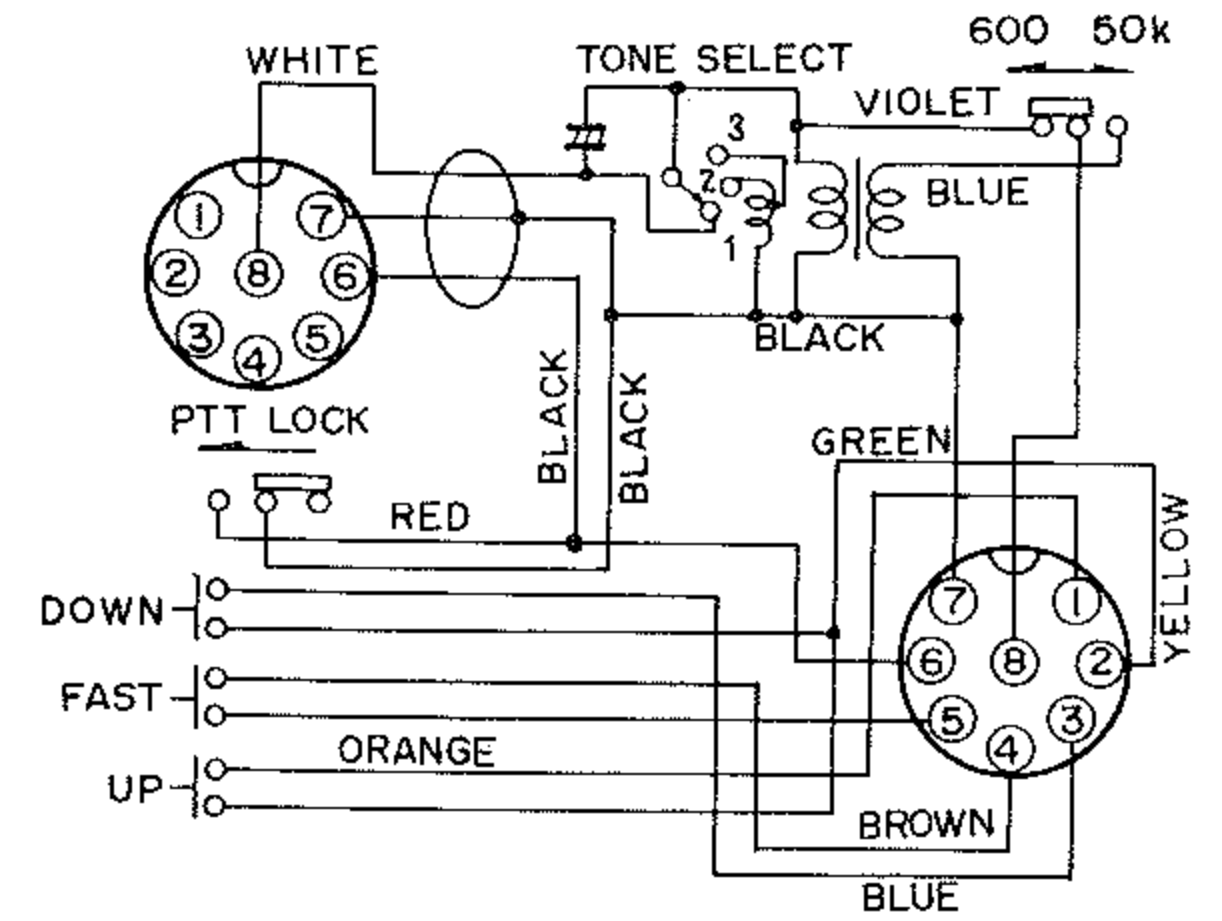 600 50k
WHITE
TONE SELECT
VIOLET
3
2
1
BLUE
1
7
2
8
6
3
5
4
BLACK
PTT LOCK
BLACK
BLACK
GREEN
RED
YELLOW
DOWN
7
1
6
8
2
FAST
5
3
4
ORANGE
UP
BROWN
BLUE